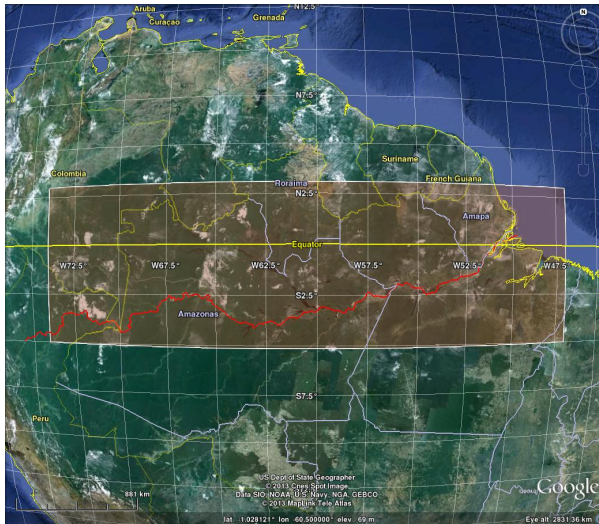 Aruba
Curaçao
Grenada
N12.5°
N
N7.5°
Colombia
Suriname
French Guiana
Roraima
N2.5°
Amapa
Equator
W72.5°
W67.5°
W62.5°
W57.5°
W52.5°
W47.5
S2.5°
Amazonas
S7.5°
Peru
US Dept of State Geographer
© 2013 Cnes/Spot Image
Data SIO, NOAA, U.S. Navy, NGA, GEBCO
© 2013 MapLink/Tele Atlas
Google
881 km
lat 1.028121° lon 60.500000° elev 69 m
Eye alt 2831.36 km